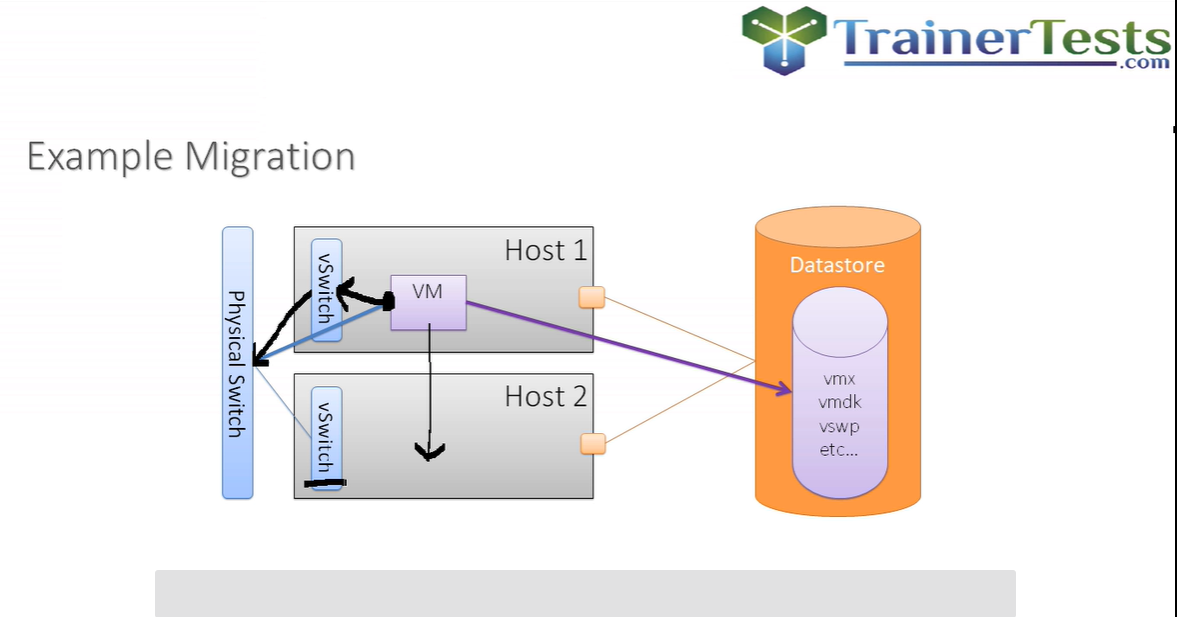 TrainerTests
.com
Example Migration
Physical Switch
vSwitch
VM
Host 1
vSwitch
Host 2
Datastore
vmx
vmdk
vswp
etc...